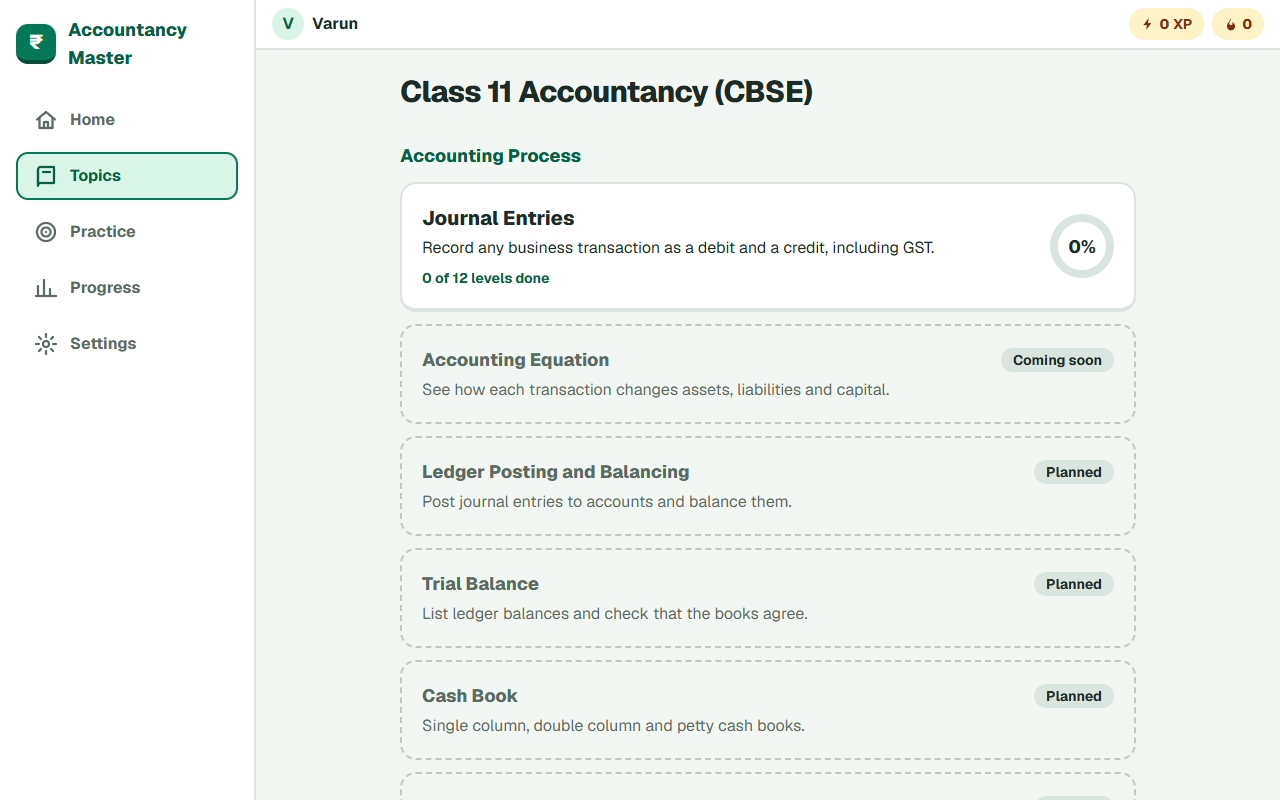 ₹
Accountancy
Master
Home
Topics
Practice
Progress
Settings
V Varun
0 XP
0
Class 11 Accountancy (CBSE)
Accounting Process
Journal Entries
Record any business transaction as a debit and a credit, including GST.
0 of 12 levels done
0%
Accounting Equation
Coming soon
See how each transaction changes assets, liabilities and capital.
Ledger Posting and Balancing
Planned
Post journal entries to accounts and balance them.
Trial Balance
Planned
List ledger balances and check that the books agree.
Cash Book
Planned
Single column, double column and petty cash books.